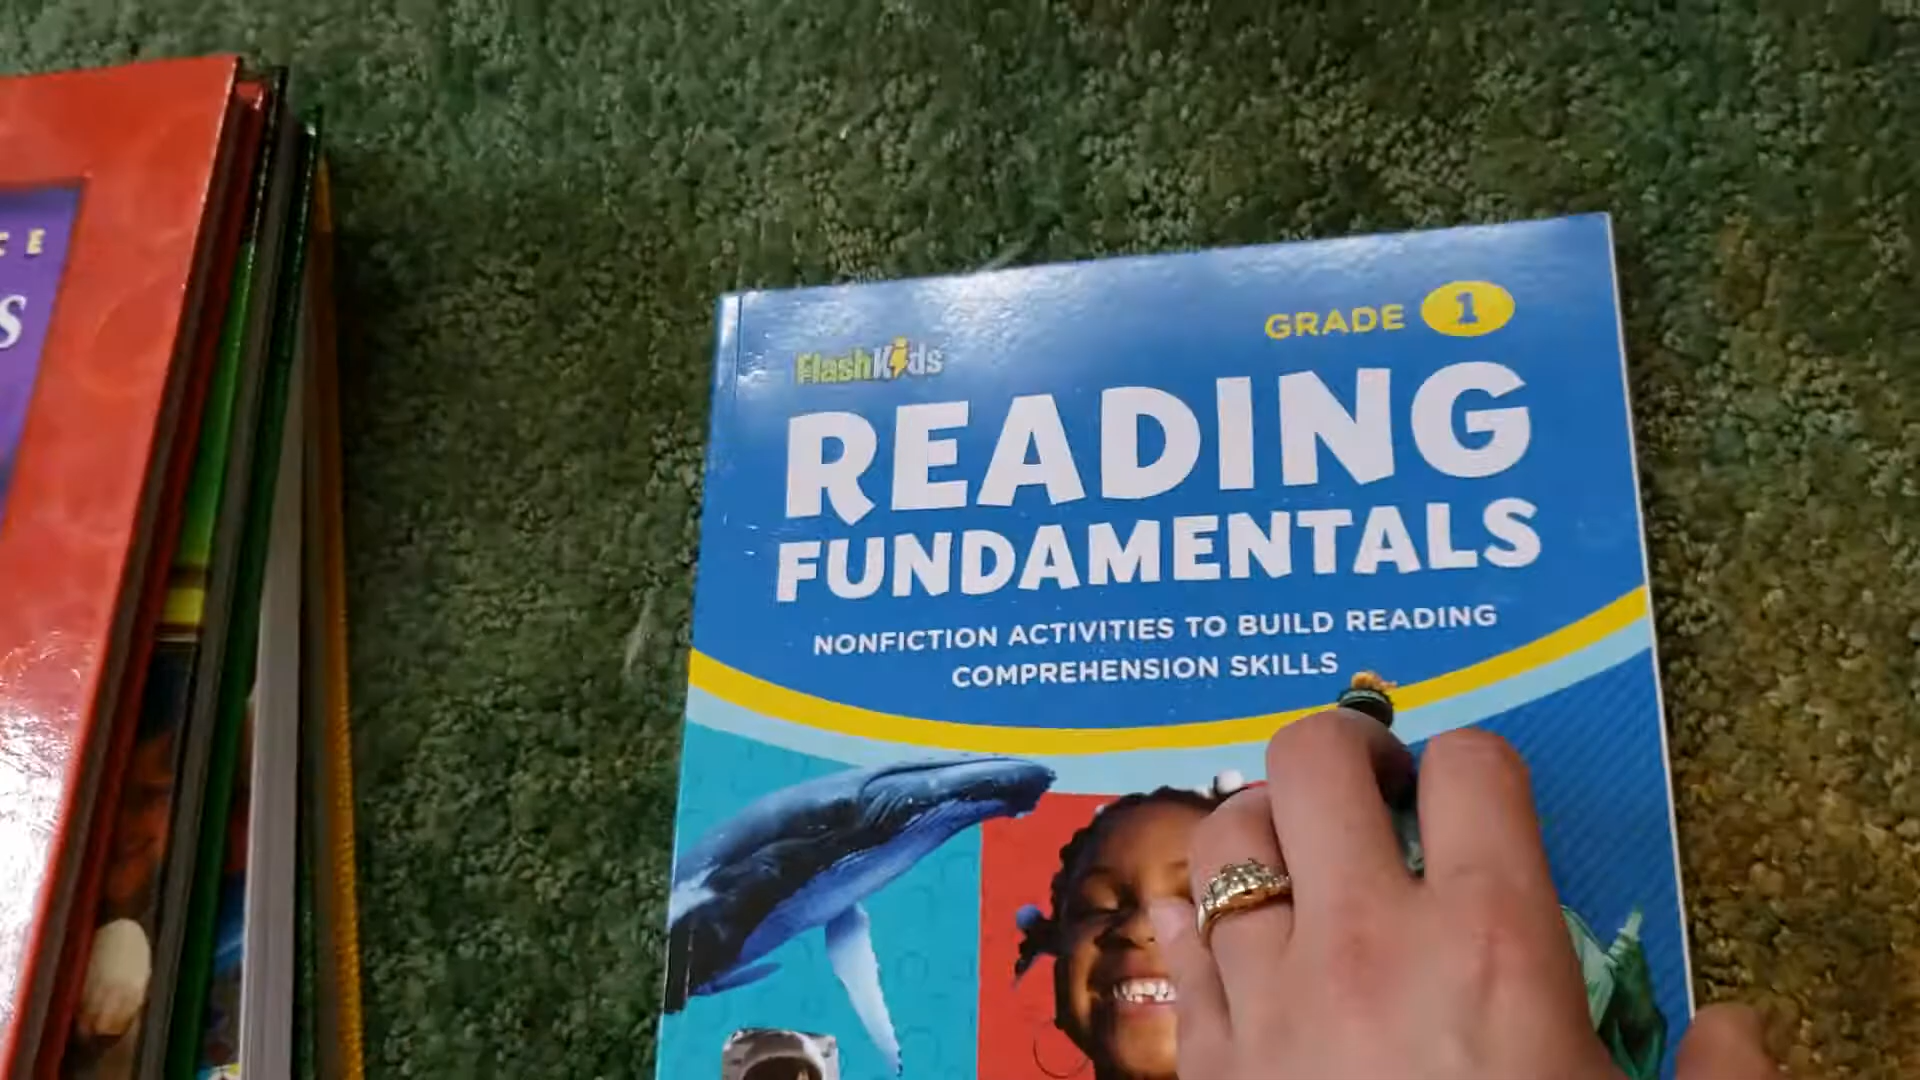 GRADE 1
FlashKids
READING
FUNDAMENTALS
NONFICTION ACTIVITIES TO BUILD READING
COMPREHENSION SKILLS